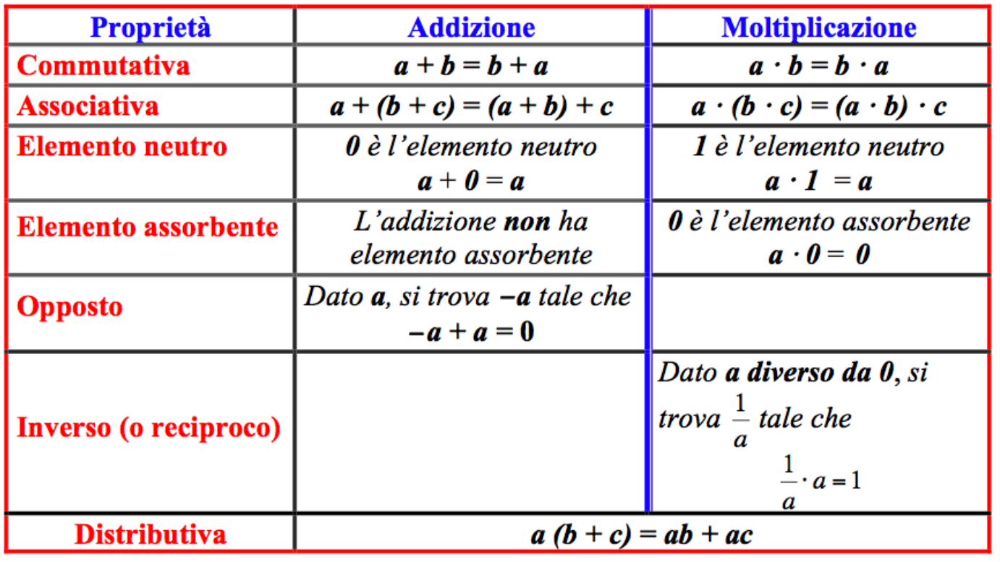 Proprietà Addizione Moltiplicazione
Commutativa a + b = b + a a · b = b · a
Associativa a + (b + c) = (a + b) + c a · (b · c) = (a · b) · c
Elemento neutro 0 è l’elemento neutro 1 è l’elemento neutro
a + 0 = a a · 1 = a
Elemento assorbente L’addizione non ha 0 è l’elemento assorbente
elemento assorbente a · 0 = 0
Opposto Dato a, si trova –a tale che
–a + a = 0
Inverso (o reciproco) Dato a diverso da 0, si
trova 1/a tale che
1/a · a = 1
Distributiva a (b + c) = ab + ac